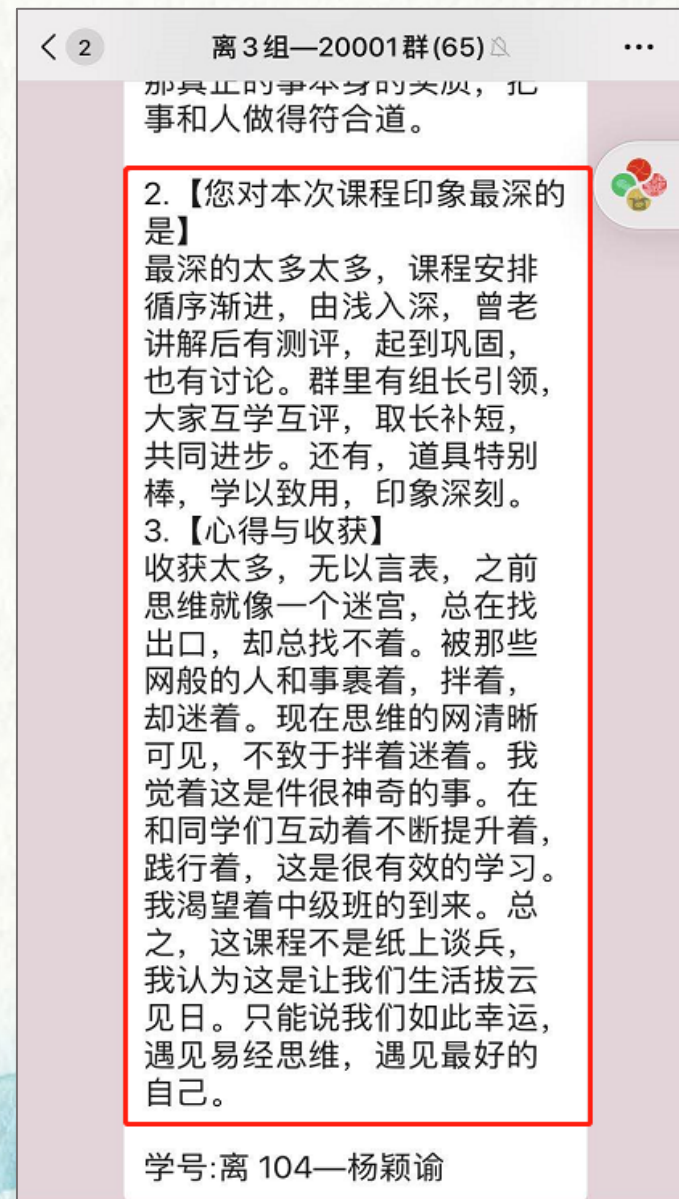 2
离3组—20001群(65)
那真正的事本身的实质，把
事和人做得符合道。
2.【您对本次课程印象最深的
是】
最深的太多太多，课程安排
循序渐进，由浅入深，曾老
讲解后有测评，起到巩固，
也有讨论。群里有组长引领，
大家互学互评，取长补短，
共同进步。还有，道具特别
棒，学以致用，印象深刻。
3.【心得与收获】
收获太多，无以言表，之前
思维就像一个迷宫，总在找
出口，却总找不着。被那些
网般的人和事裹着，拌着，
却迷着。现在思维的网清晰
可见，不致于拌着迷着。我
觉着这是件很神奇的事。在
和同学们互动着不断提升着，
践行着，这是很有效的学习。
我渴望着中级班的到来。总
之，这课程不是纸上谈兵，
我认为这是让我们生活拔云
见日。只能说我们如此幸运，
遇见易经思维，遇见最好的
自己。
学号:离 104—杨颖谕